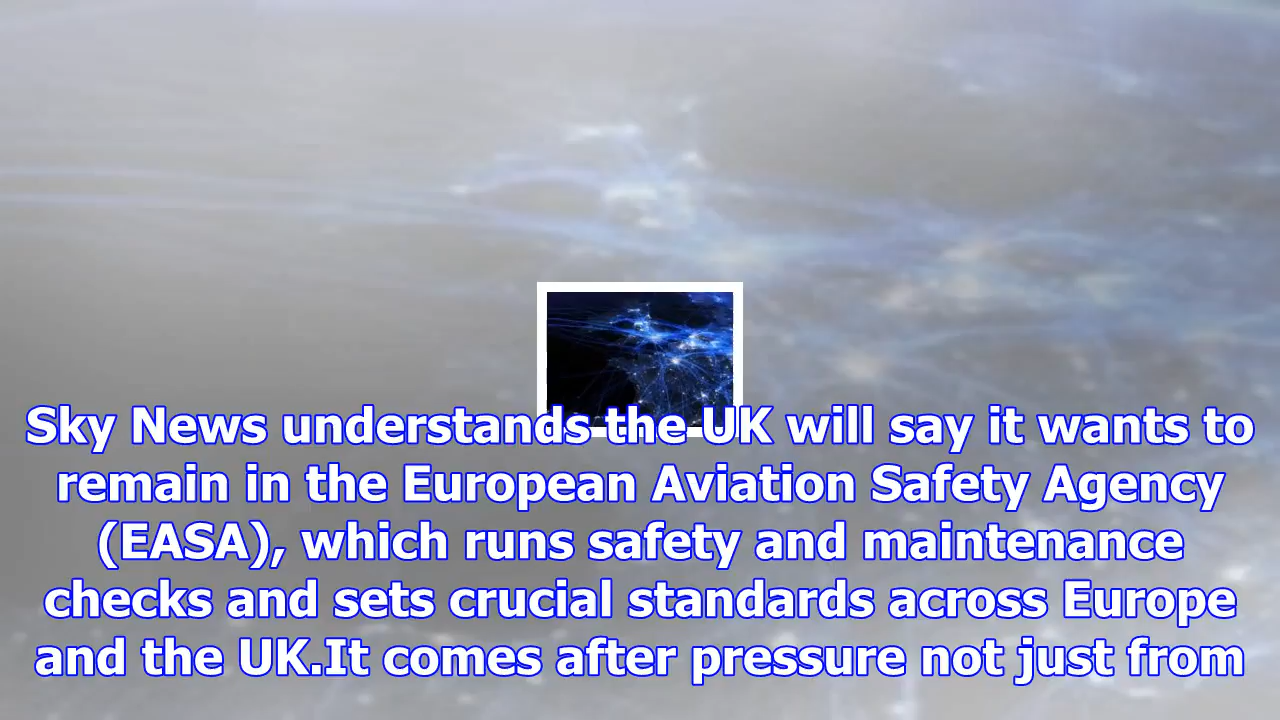 Sky News understands the UK will say it wants to
remain in the European Aviation Safety Agency
(EASA), which runs safety and maintenance
checks and sets crucial standards across Europe
and the UK.It comes after pressure not just from